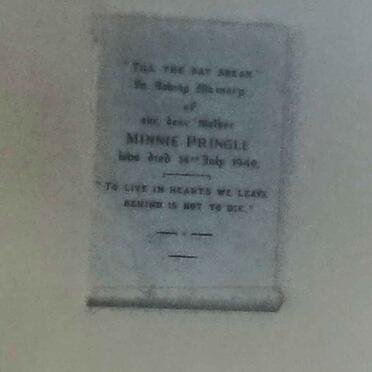 "TILL THE DAY BREAK"
In loving Memory
of
our dear Mother
MINNIE PRINGLE
who died July 1940.
"TO LIVE IN HEARTS WE LEAVE
BEHIND IS NOT TO DIE."